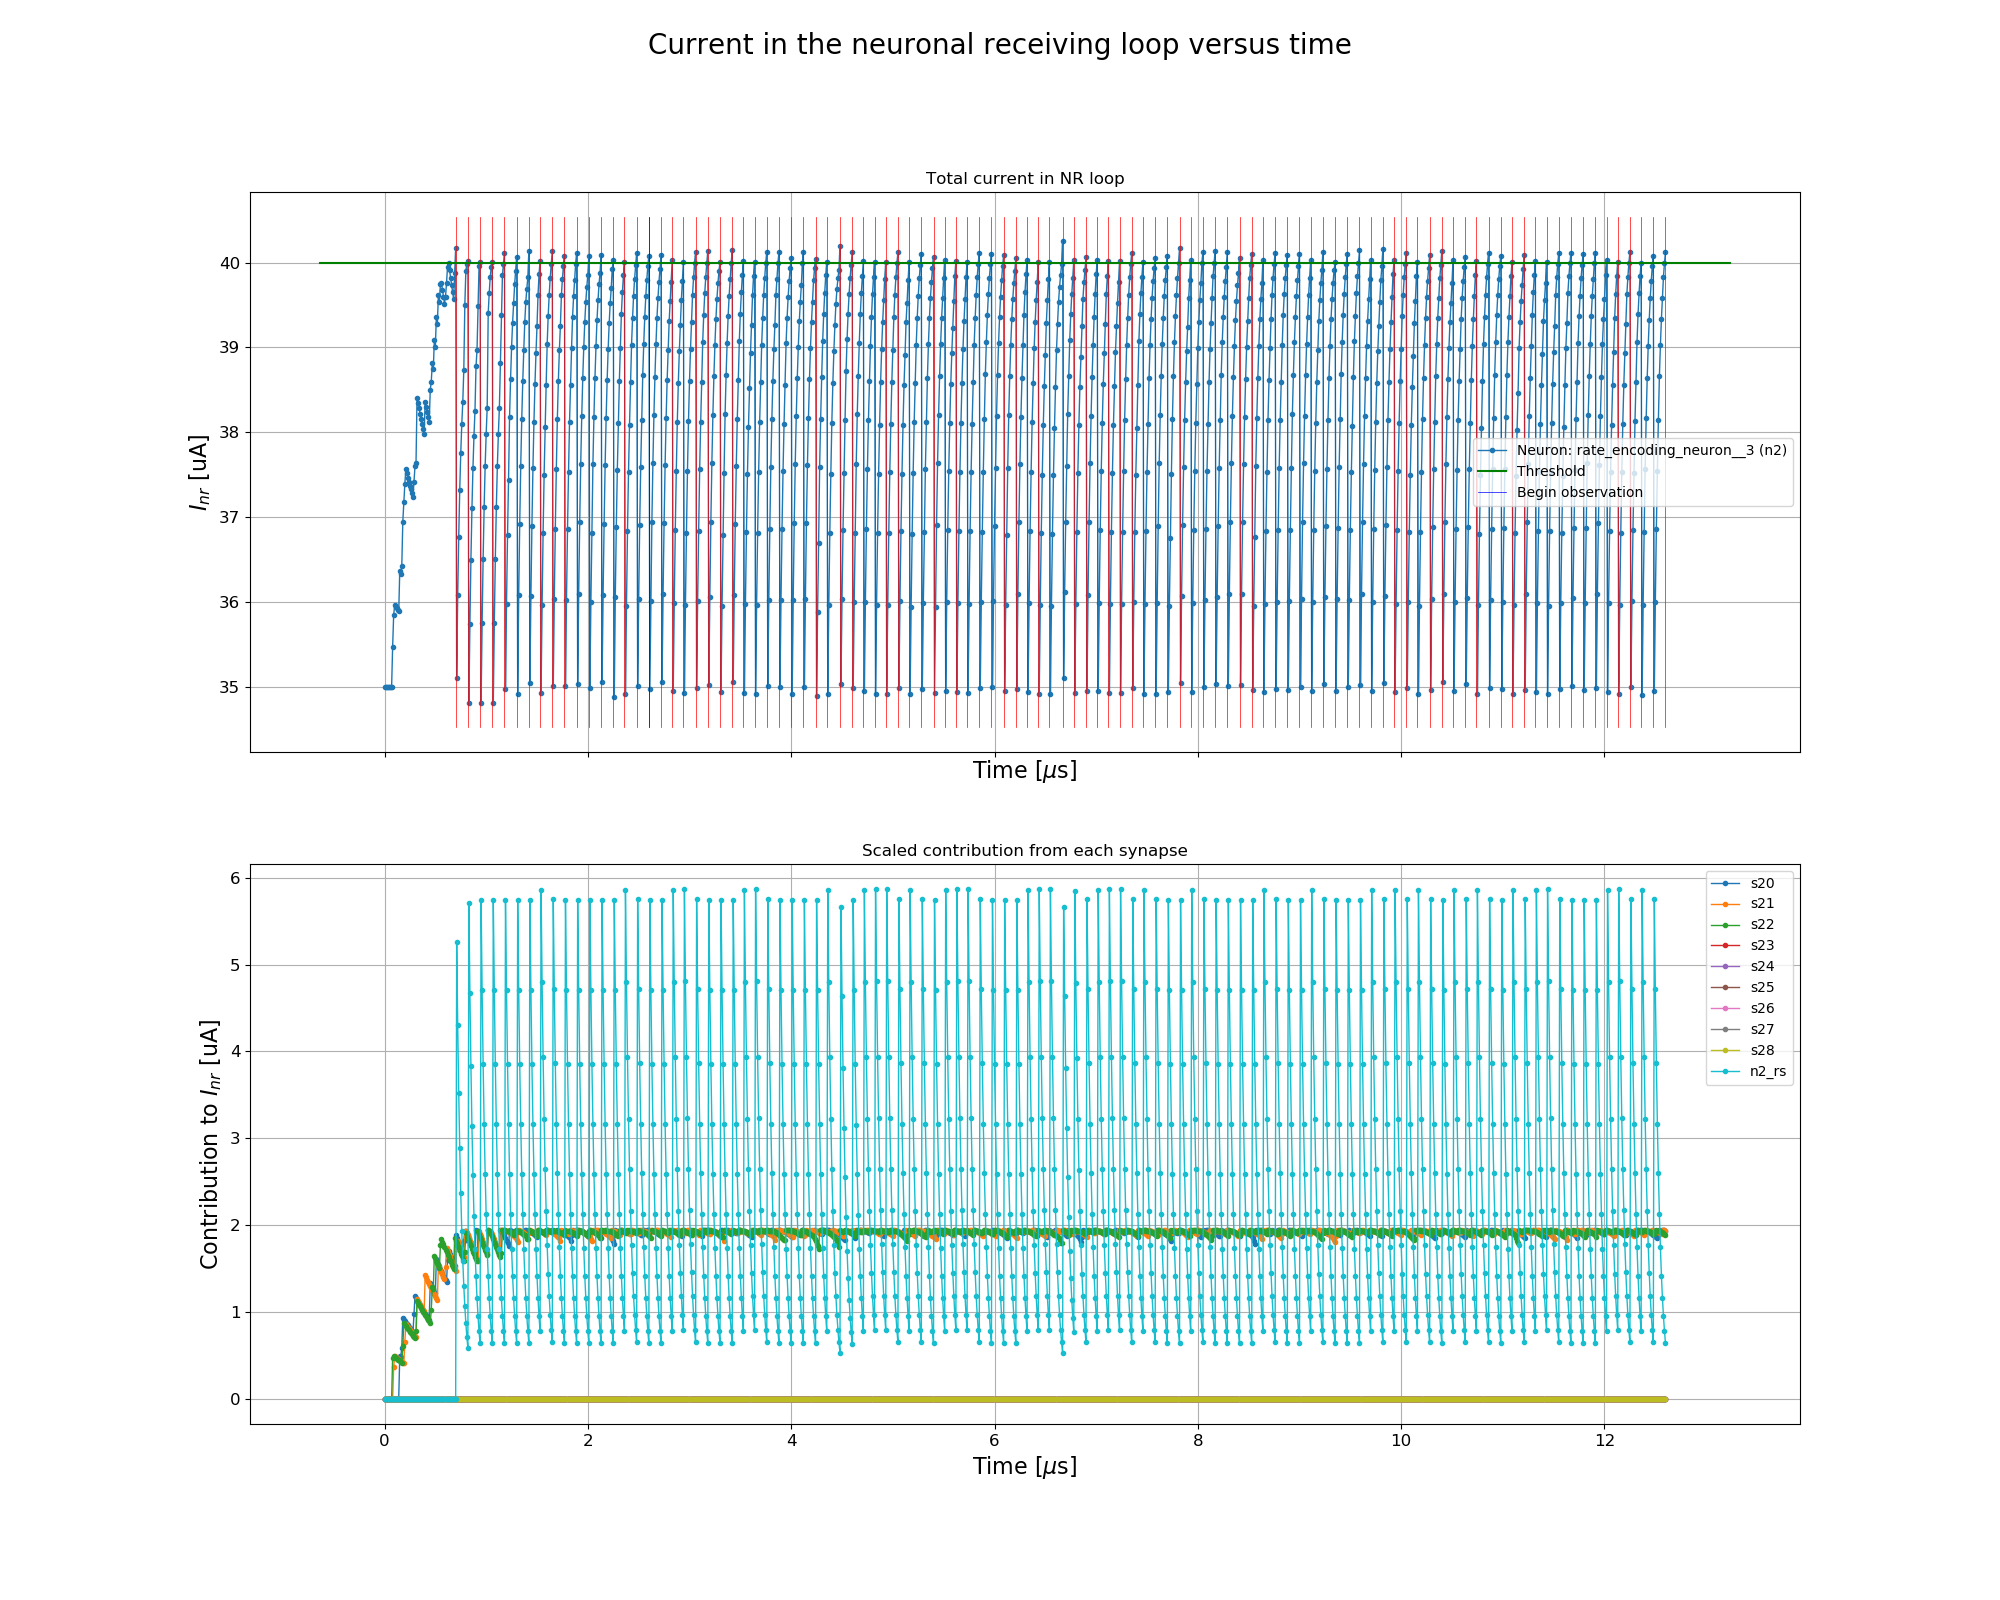 Current in the neuronal receiving loop versus time
Total current in NR loop
40
39
38
37
36
35
I_nr [uA]
Neuron: rate_encoding_neuron__3 (n2)
Threshold
Begin observation
Time [μs]
Scaled contribution from each synapse
6
5
4
3
2
1
0
Contribution to I_nr [uA]
s20
s21
s22
s23
s24
s25
s26
s27
s28
n2_rs
0 2 4 6 8 10 12
Time [μs]